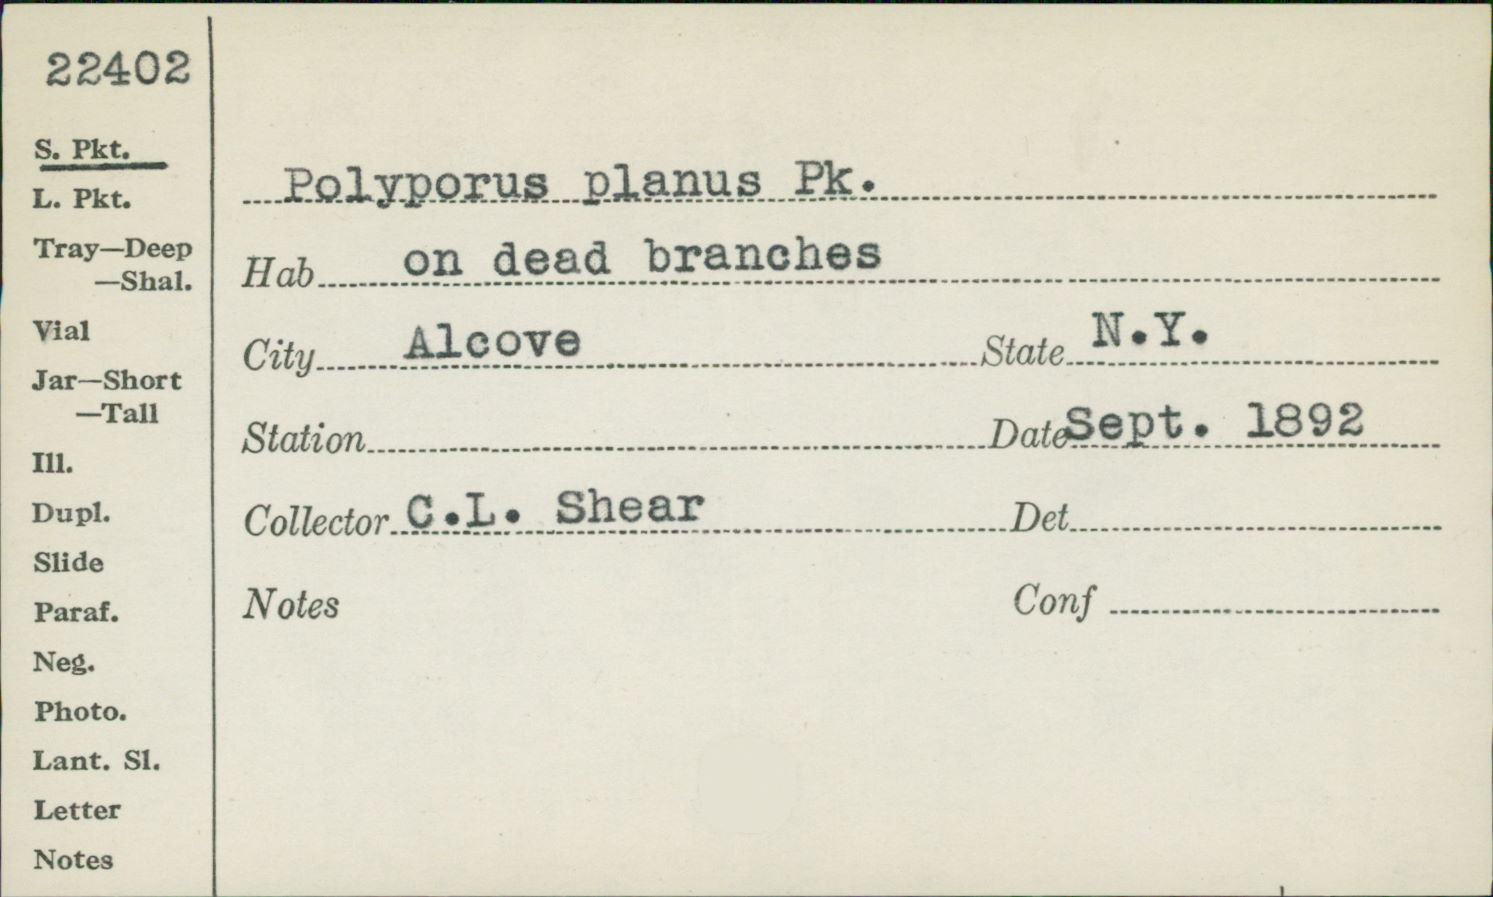 22402
S. Pkt.
L. Pkt.
Tray—Deep
—Shal.
Vial
Jar—Short
—Tall
Ill.
Dupl.
Slide
Paraf.
Neg.
Photo.
Lant. Sl.
Letter
Notes
Polyporus planus Pk.
Hab on dead branches
City Alcove State N.Y.
Station Date Sept. 1892
Collector C.L. Shear Det
Notes Conf